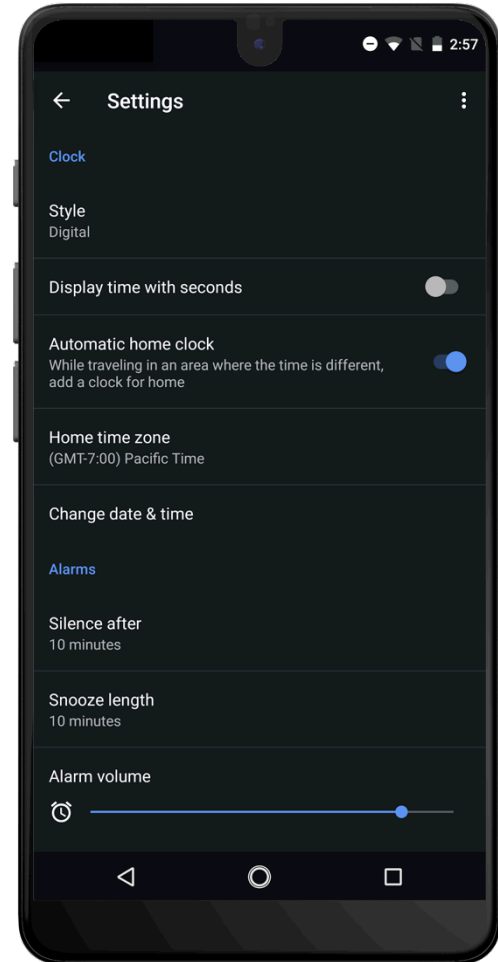 2:57
Settings
Clock
Style
Digital
Display time with seconds
Automatic home clock
While traveling in an area where the time is different,
add a clock for home
Home time zone
(GMT-7:00) Pacific Time
Change date & time
Alarms
Silence after
10 minutes
Snooze length
10 minutes
Alarm volume